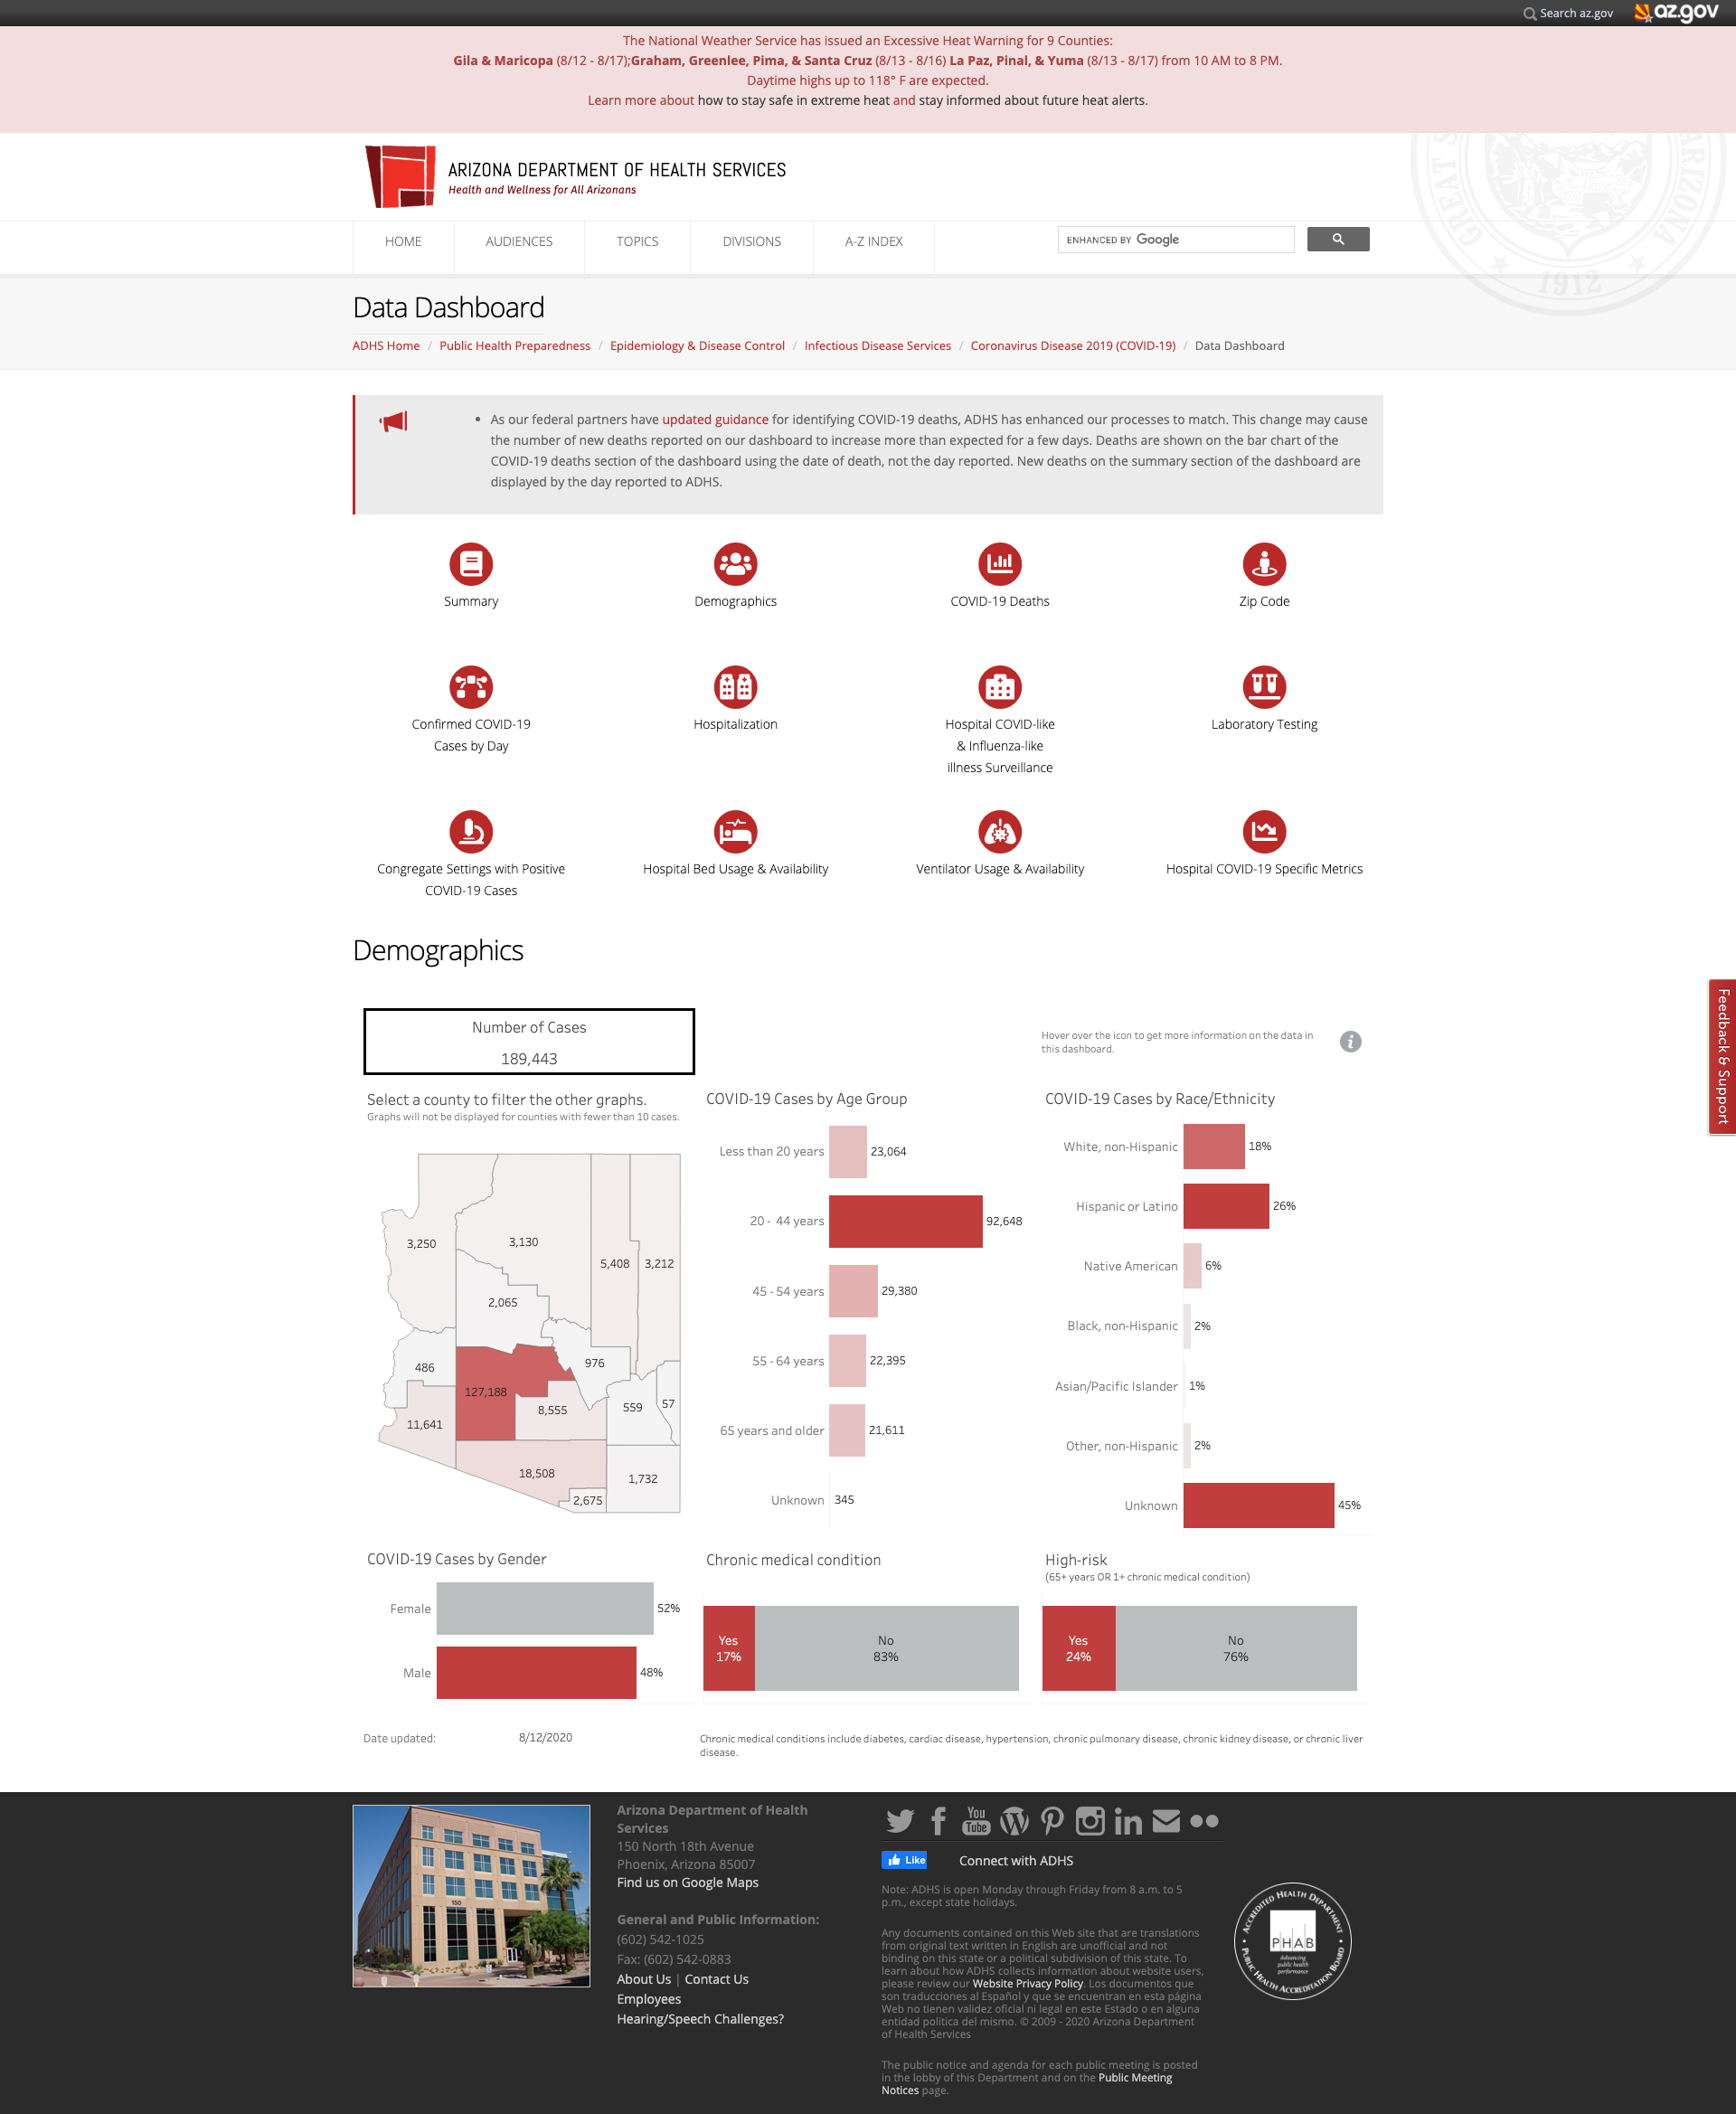 Search az.gov
az.gov
The National Weather Service has issued an Excessive Heat Warning for 9 Counties:
Gila & Maricopa (8/12 - 8/17);Graham, Greenlee, Pima, & Santa Cruz (8/13 - 8/16) La Paz, Pinal, & Yuma (8/13 - 8/17) from 10 AM to 8 PM.
Daytime highs up to 118° F are expected.
Learn more about how to stay safe in extreme heat and stay informed about future heat alerts.
ARIZONA DEPARTMENT OF HEALTH SERVICES
Health and Wellness for All Arizonans
GREAT
ARIZONA
1912
HOME
AUDIENCES
TOPICS
DIVISIONS
A-Z INDEX
ENHANCED BY Google
Data Dashboard
ADHS Home / Public Health Preparedness / Epidemiology & Disease Control / Infectious Disease Services / Coronavirus Disease 2019 (COVID-19) / Data Dashboard
• As our federal partners have updated guidance for identifying COVID-19 deaths, ADHS has enhanced our processes to match. This change may cause
the number of new deaths reported on our dashboard to increase more than expected for a few days. Deaths are shown on the bar chart of the
COVID-19 deaths section of the dashboard using the date of death, not the day reported. New deaths on the summary section of the dashboard are
displayed by the day reported to ADHS.
Summary
Demographics
COVID-19 Deaths
Zip Code
Confirmed COVID-19
Cases by Day
Hospitalization
Hospital COVID-like
& Influenza-like
illness Surveillance
Laboratory Testing
Congregate Settings with Positive
COVID-19 Cases
Hospital Bed Usage & Availability
Ventilator Usage & Availability
Hospital COVID-19 Specific Metrics
Demographics
Feedback & Support
Number of Cases
189,443
Hover over the icon to get more information on the data in
this dashboard.
Select a county to filter the other graphs.
Graphs will not be displayed for counties with fewer than 10 cases.
3,250
3,130
5,408
3,212
2,065
486
976
127,188
8,555
559
57
11,641
18,508
1,732
2,675
COVID-19 Cases by Age Group
Less than 20 years 23,064
20 - 44 years 92,648
45 - 54 years 29,380
55 - 64 years 22,395
65 years and older 21,611
Unknown 345
COVID-19 Cases by Race/Ethnicity
White, non-Hispanic 18%
Hispanic or Latino 26%
Native American 6%
Black, non-Hispanic 2%
Asian/Pacific Islander 1%
Other, non-Hispanic 2%
Unknown 45%
COVID-19 Cases by Gender
Female 52%
Male 48%
Chronic medical condition
Yes
17%
No
83%
High-risk
(65+ years OR 1+ chronic medical condition)
Yes
24%
No
76%
Date updated: 8/12/2020
Chronic medical conditions include diabetes, cardiac disease, hypertension, chronic pulmonary disease, chronic kidney disease, or chronic liver
disease.
150
Arizona Department of Health
Services
150 North 18th Avenue
Phoenix, Arizona 85007
Find us on Google Maps
General and Public Information:
(602) 542-1025
Fax: (602) 542-0883
About Us | Contact Us
Employees
Hearing/Speech Challenges?
You
Tube
Like
Connect with ADHS
Note: ADHS is open Monday through Friday from 8 a.m. to 5
p.m., except state holidays.
Any documents contained on this Web site that are translations
from original text written in English are unofficial and not
binding on this state or a political subdivision of this state. To
learn about how ADHS collects information about website users,
please review our Website Privacy Policy. Los documentos que
son traducciones al Español y que se encuentran en esta página
Web no tienen validez oficial ni legal en este Estado o en alguna
entidad politica del mismo. © 2009 - 2020 Arizona Department
of Health Services
The public notice and agenda for each public meeting is posted
in the lobby of this Department and on the Public Meeting
Notices page.
ACCREDITED HEALTH DEPARTMENT
PHAB
Advancing
public health
performance
PUBLIC HEALTH ACCREDITATION BOARD